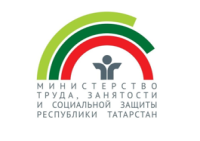 МИНИСТЕРСТВО
ТРУДА, ЗАНЯТОСТИ
И СОЦИАЛЬНОЙ ЗАЩИТЫ
РЕСПУБЛИКИ ТАТАРСТАН